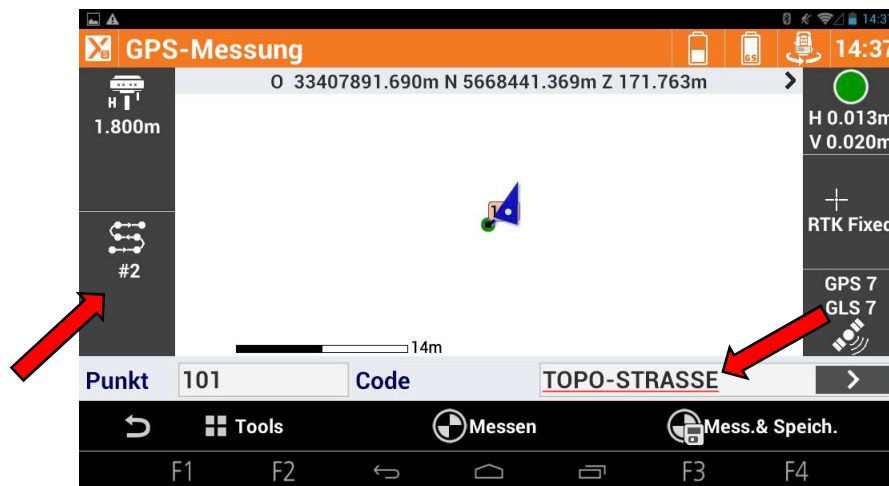 14:37
GPS-Messung
GS
14:37
O 33407891.690m N 5668441.369m Z 171.763m
H I
1.800m
H 0.013m
V 0.020m
RTK Fixed
#2
GPS 7
GLS 7
14m
Punkt 101 Code TOPO-STRASSE
Tools Messen Mess.& Speich.
F1 F2 F3 F4